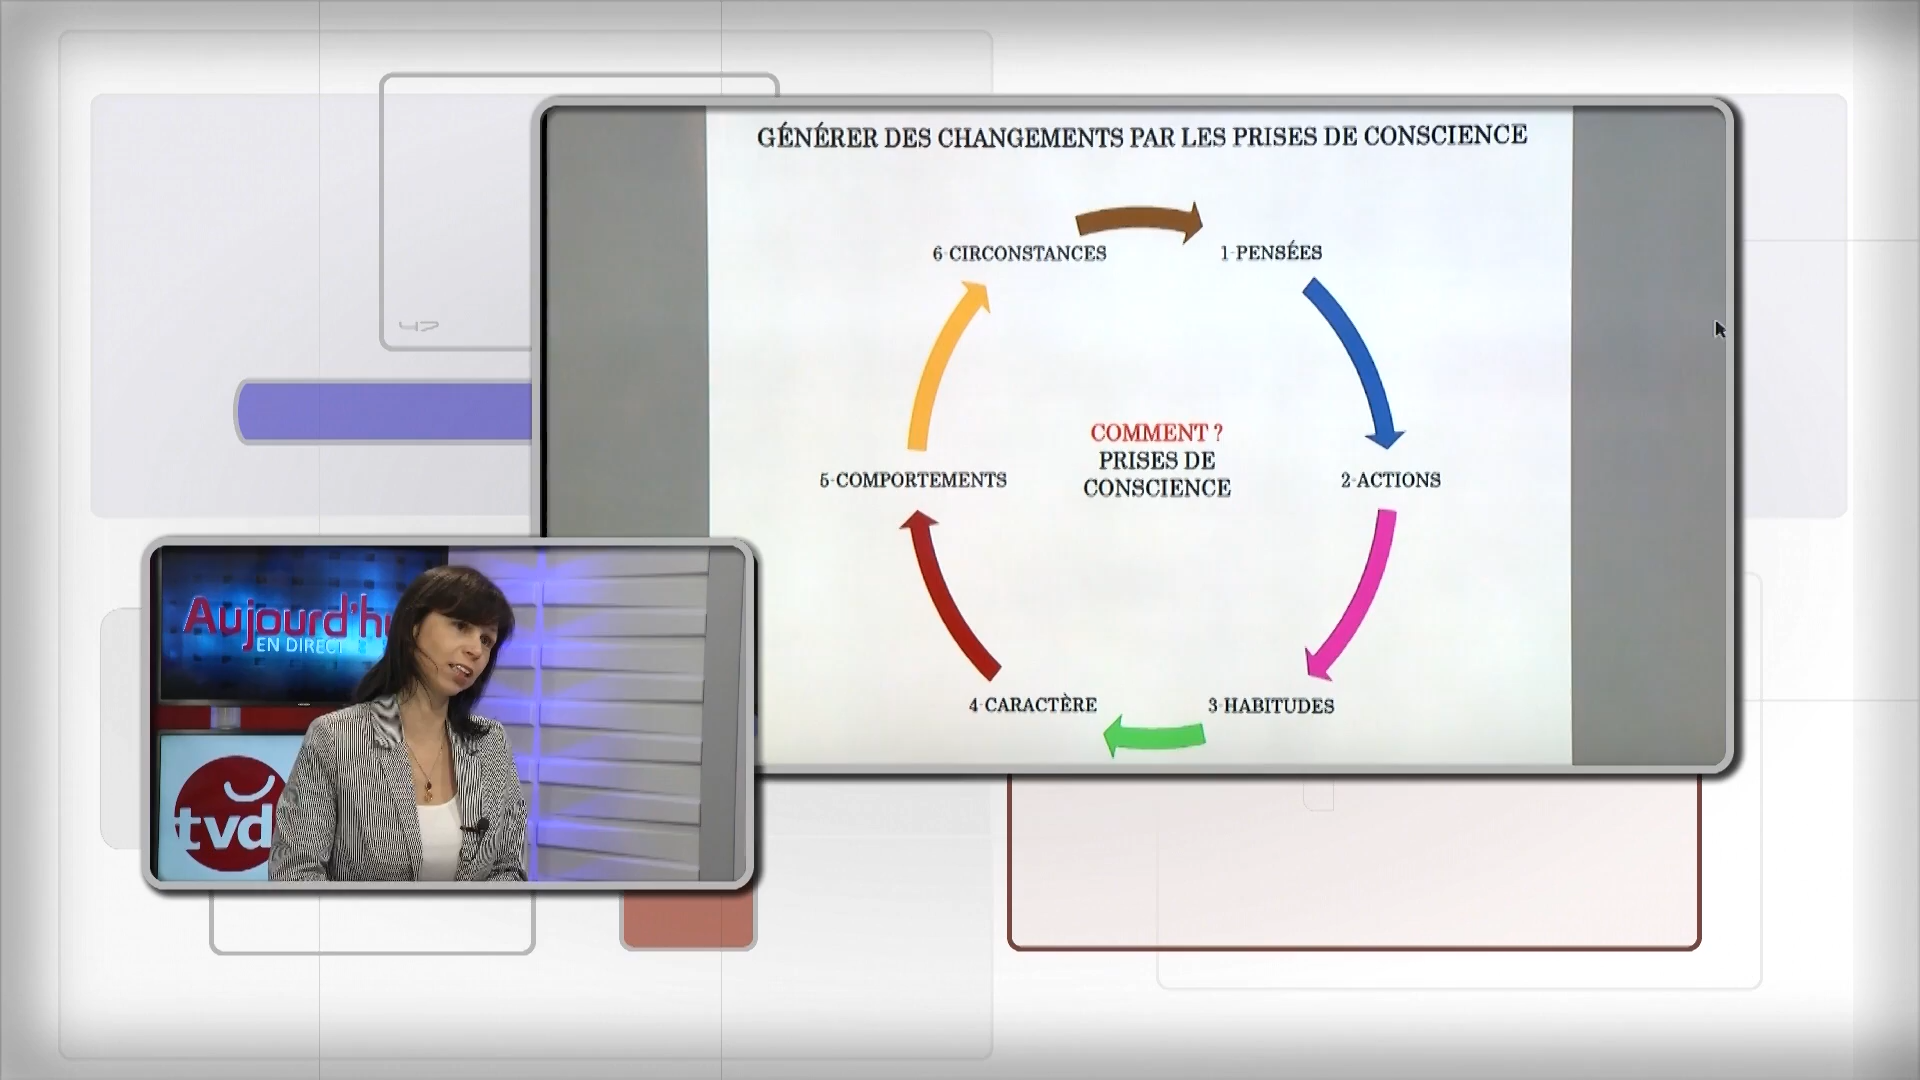 GÉNÉRER DES CHANGEMENTS PAR LES PRISES DE CONSCIENCE
6-CIRCONSTANCES
1-PENSÉES
COMMENT ?
PRISES DE
CONSCIENCE
5-COMPORTEMENTS
2-ACTIONS
4-CARACTÈRE
3-HABITUDES
Aujourd'hu
EN DIRECT
tvd